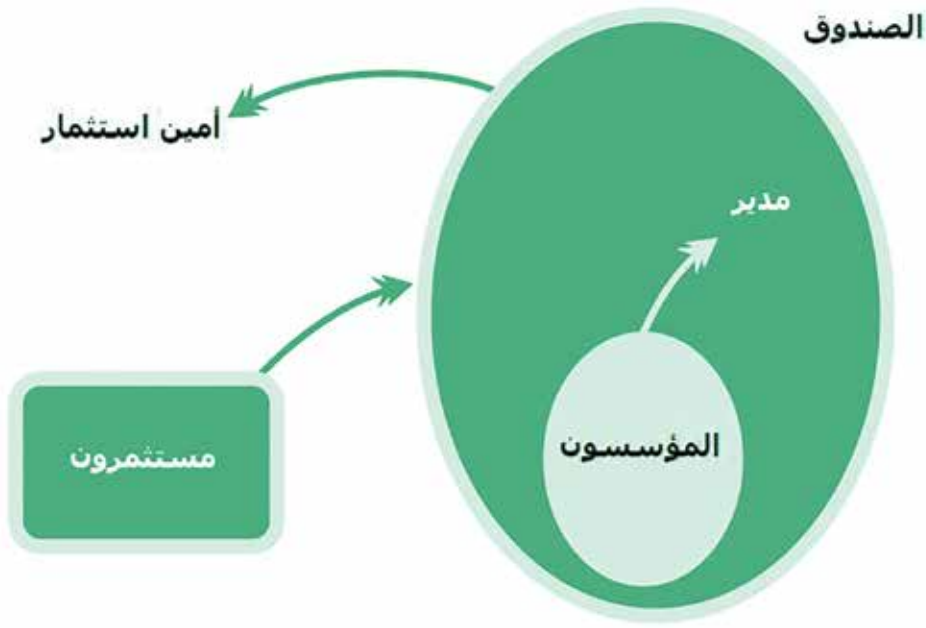 الصندوق
أمين استثمار
مدير
المؤسسون
مستثمرون